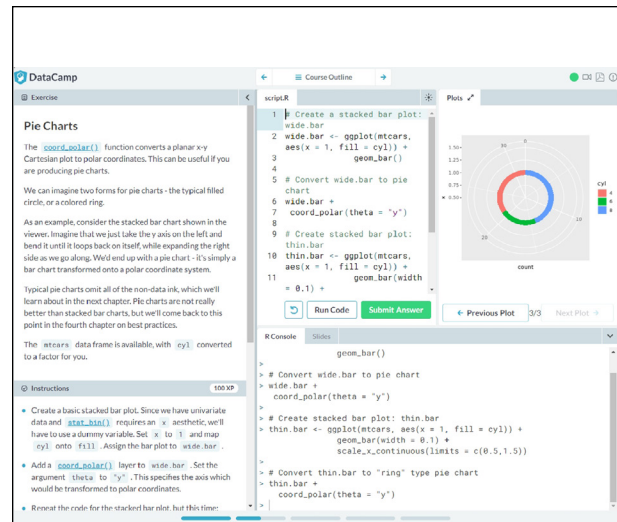 DataCamp
Course Outline
Exercise
Pie Charts
The coord_polar() function converts a planar x-y
Cartesian plot to polar coordinates. This can be useful if you
are producing pie charts.
We can imagine two forms for pie charts - the typical filled
circle, or a colored ring.
As an example, consider the stacked bar chart shown in the
viewer. Imagine that we just take they axis on the left and
bend it until it loops back on itself, while expanding the right
side as we go along. We'd end up with a pie chart - it's simply a
bar chart transformed onto a polar coordinate system.
Typical pie charts omit all of the non-data ink, which we'll
learn about in the next chapter. Pie charts are not really
better than stacked bar charts, but we'll come back to this
point in the fourth chapter on best practices.
The mtcars data frame is available, with cyl converted
to a factor for you.
Instructions
100 XP
Create a basic stacked bar plot. Since we have univariate
data and stat_bin() requires an x aesthetic, we'll
have to use a dummy variable. Set x to 1 and map
cyl onto fill. Assign the bar plot to wide.bar.
Add a coord_polar() layer to wide.bar. Set the
argument theta to "y". This specifies the axis which
would be transformed to polar coordinates.
Repeat the code for the stacked bar plot, but this time:
script.R
1 # Create a stacked bar plot:
wide.bar
2 wide.bar <- ggplot(mtcars,
aes(x = 1, fill = cyl)) +
3 geom_bar()
4
5 # Convert wide.bar to pie
chart
6 wide.bar +
7 coord_polar(theta = "y")
8
9 # Create stacked bar plot:
thin.bar
10 thin.bar <- ggplot(mtcars,
aes(x = 1, fill = cyl)) +
11 geom_bar(width
= 0.1) +
Run Code
Submit Answer
Plots
1.50
1.25
1.00
0.75
x 0.50
0
10
20
30
count
cyl
4
6
8
Previous Plot
3/3
Next Plot
R Console
Slides
geom_bar()
>
> # Convert wide.bar to pie chart
> wide.bar +
coord_polar(theta = "y")
>
> # Create stacked bar plot: thin.bar
> thin.bar <- ggplot(mtcars, aes(x = 1, fill = cyl)) +
geom_bar(width = 0.1) +
scale_x_continuous(limits = c(0.5,1.5))
>
> # Convert thin.bar to "ring" type pie chart
> thin.bar +
coord_polar(theta = "y")
>